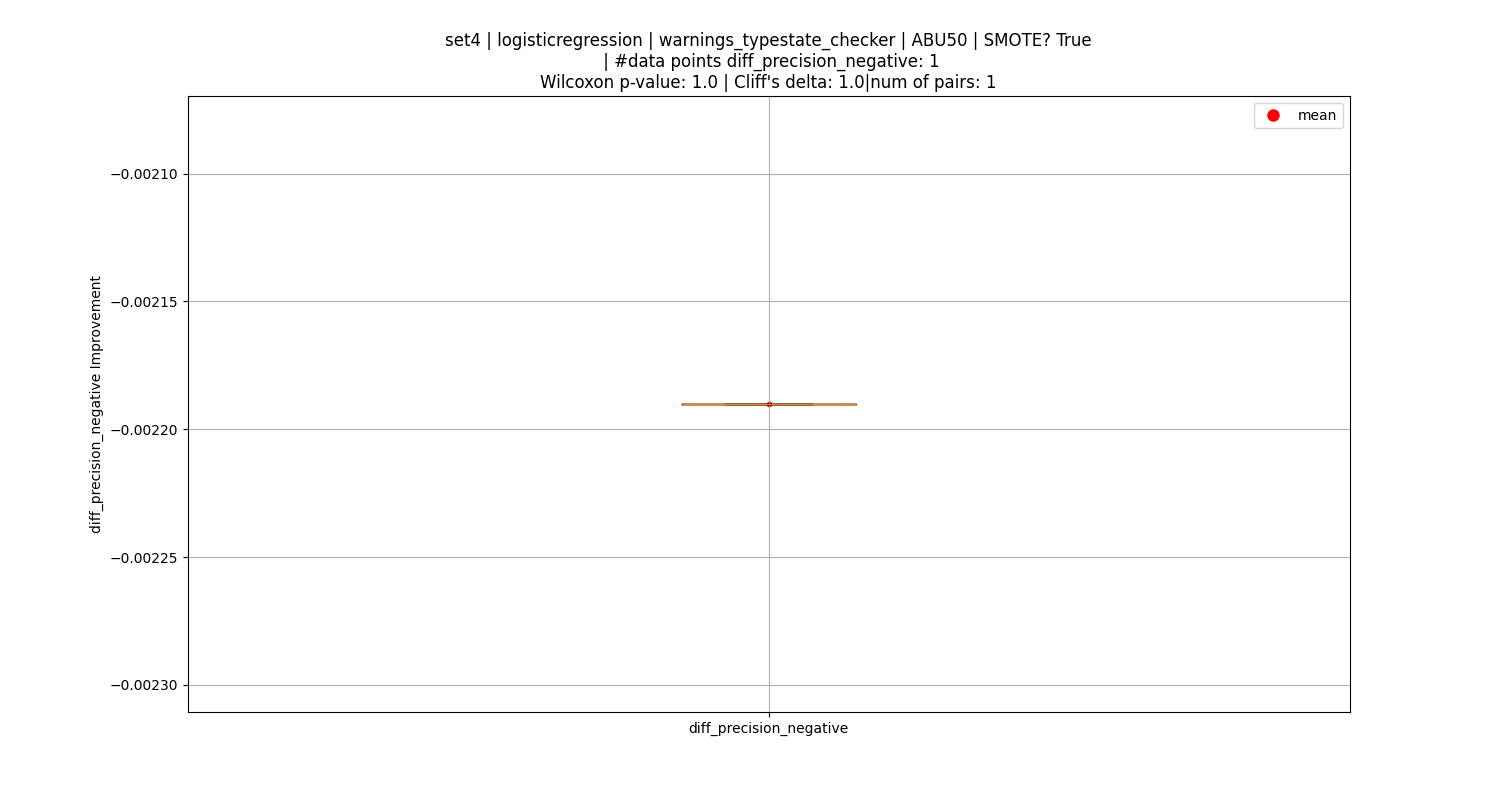 set4 | logisticregression | warnings_typestate_checker | ABU50 | SMOTE? True
| #data points diff_precision_negative: 1
Wilcoxon p-value: 1.0 | Cliff's delta: 1.0|num of pairs: 1
mean
−0.00210
−0.00215
−0.00220
−0.00225
−0.00230
diff_precision_negative Improvement
diff_precision_negative